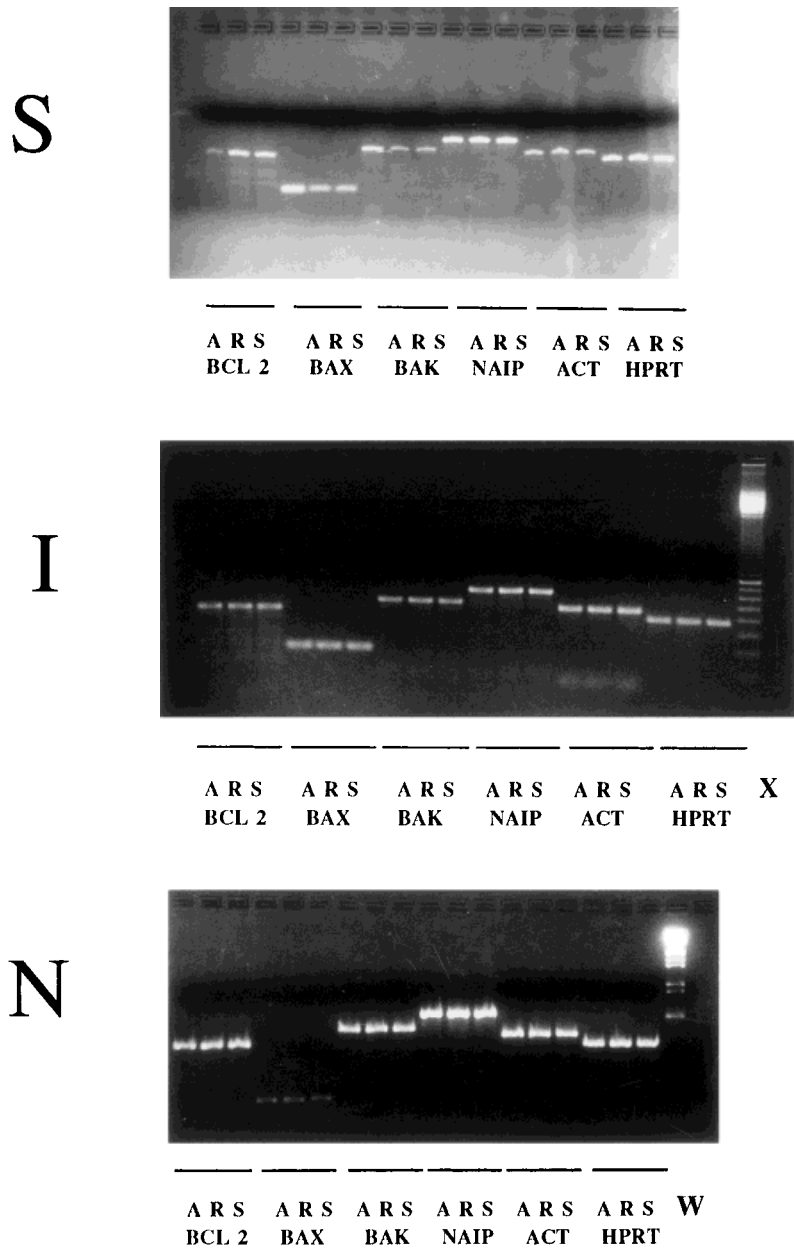 S
A R S A R S A R S A R S A R S A R S
BCL 2 BAX BAK NAIP ACT HPRT
I
A R S A R S A R S A R S A R S A R S X
BCL 2 BAX BAK NAIP ACT HPRT
N
A R S A R S A R S A R S A R S A R S W
BCL 2 BAX BAK NAIP ACT HPRT